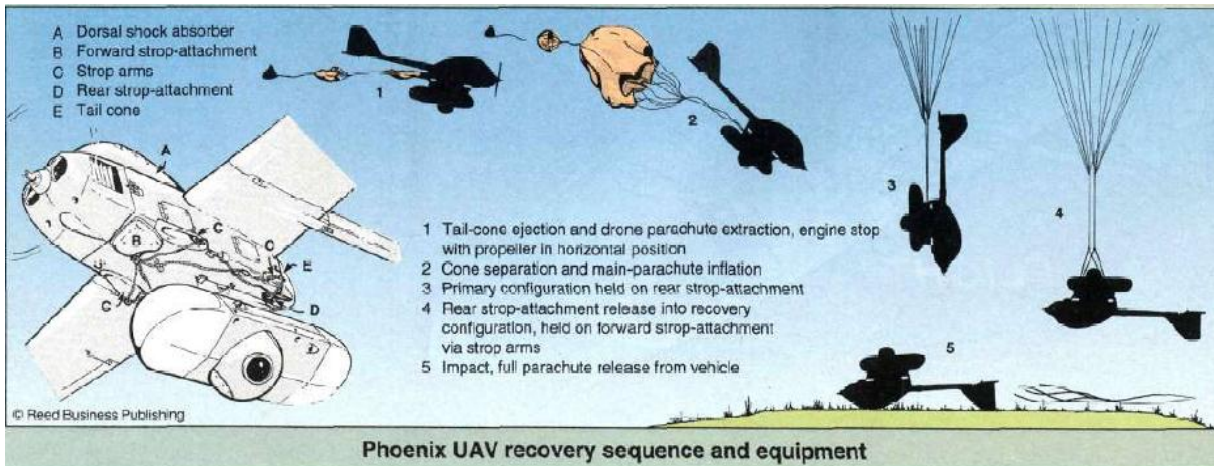 A Dorsal shock absorber
B Forward strop-attachment
C Strop arms
D Rear strop-attachment
E Tail cone
1
2
3
4
5
A
B
C
C
C
D
E
1 Tail-cone ejection and drone parachute extraction, engine stop
with propeller in horizontal position
2 Cone separation and main-parachute inflation
3 Primary configuration held on rear strop-attachment
4 Rear strop-attachment release into recovery
configuration, held on forward strop-attachment
via strop arms
5 Impact, full parachute release from vehicle
© Reed Business Publishing
Phoenix UAV recovery sequence and equipment